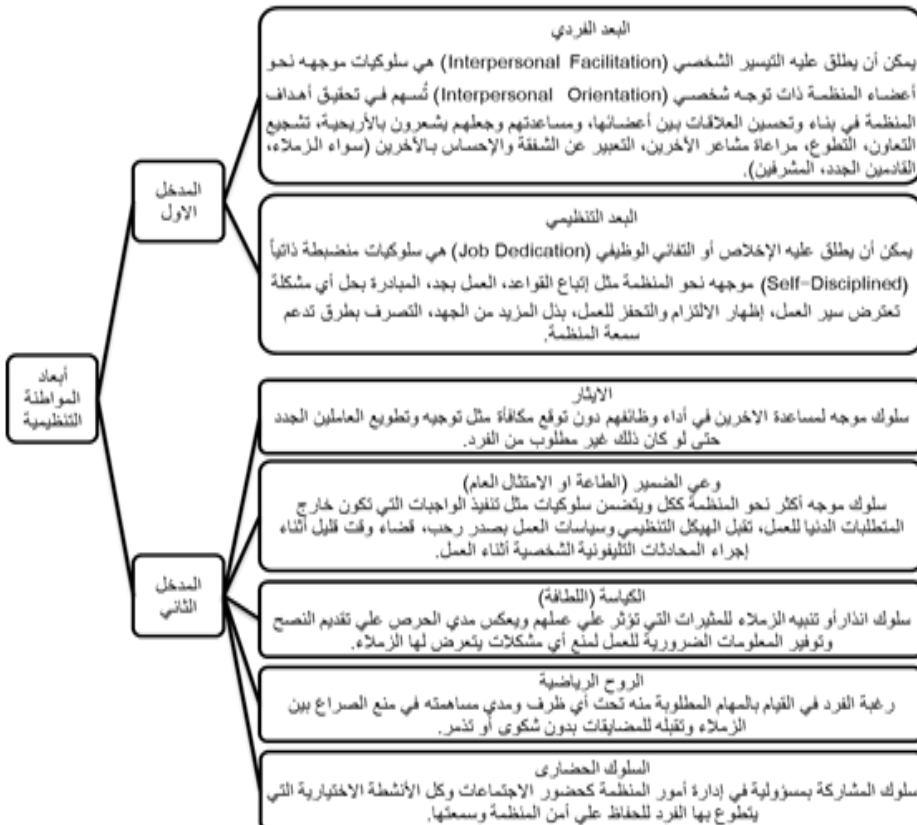 البعد الفردي
يمكن أن يطلق عليه التيسير الشخصي (Interpersonal Facilitation) هي سلوكيات موجهه نحو
أعضاء المنظمة ذات توجه شخصي (Interpersonal Orientation) تُسهم في تحقيق أهداف
المنظمة في بناء وتحسين العلاقات بين أعضائها، ومساعدتهم وجعلهم يشعرون بالأريحية، تشجيع
التعاون، التطوع، مراعاة مشاعر الآخرين، التعبير عن الشفقة والإحساس بالآخرين (سواء الزملاء،
القادمين الجدد، المشرفين).
المدخل
الاول
البعد التنظيمي
يمكن أن يطلق عليه الإخلاص أو التفاني الوظيفي (Job Dedication) هي سلوكيات منضبطة ذاتياً
(Self-Disciplined) موجهه نحو المنظمة مثل إتباع القواعد، العمل بجد، المبادرة بحل أي مشكلة
تعترض سير العمل، إظهار الالتزام والتحفز للعمل، بذل المزيد من الجهد، التصرف بطرق تدعم
سمعة المنظمة.
أبعاد
المواطنة
التنظيمية
الايثار
سلوك موجه لمساعدة الاخرين في أداء وظائفهم دون توقع مكافأة مثل توجيه وتطويع العاملين الجدد
حتى لو كان ذلك غير مطلوب من الفرد.
وعي الضمير (الطاعة او الامتثال العام)
سلوك موجه أكثر نحو المنظمة ككل ويتضمن سلوكيات مثل تنفيذ الواجبات التي تكون خارج
المتطلبات الدنيا للعمل، تقبل الهيكل التنظيمي وسياسات العمل بصدر رحب، قضاء وقت قليل أثناء
إجراء المحادثات التليفونية الشخصية أثناء العمل.
المدخل
الثاني
الكياسة (اللطافة)
سلوك انذار أو تنبيه الزملاء للمثيرات التي تؤثر علي عملهم ويعكس مدي الحرص علي تقديم النصح
وتوفير المعلومات الضرورية للعمل لمنع أي مشكلات يتعرض لها الزملاء.
الروح الرياضية
رغبة الفرد في القيام بالمهام المطلوبة منه تحت أي ظرف ومدي مساهمته في منع الصراع بين
الزملاء وتقبله للمضايقات بدون شكوى أو تذمر.
السلوك الحضارى
سلوك المشاركة بمسؤولية في إدارة أمور المنظمة كحضور الاجتماعات وكل الأنشطة الاختيارية التي
يتطوع بها الفرد للحفاظ علي أمن المنظمة وسمعتها.